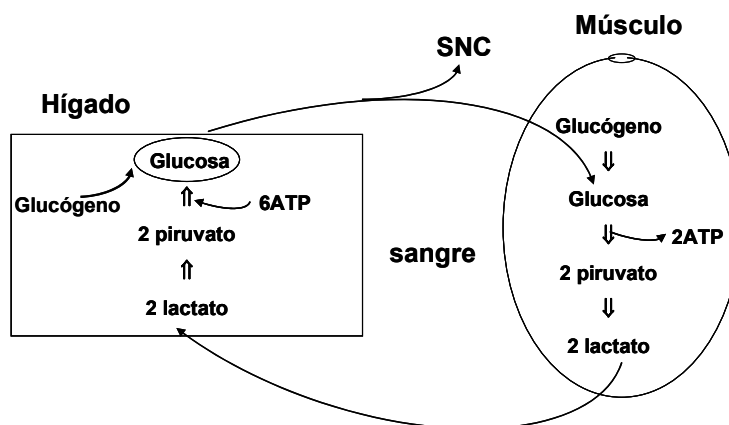 Músculo
SNC
Hígado
Glucosa
Glucógeno
6ATP
2 piruvato
2 lactato
sangre
Glucógeno
Glucosa
2ATP
2 piruvato
2 lactato